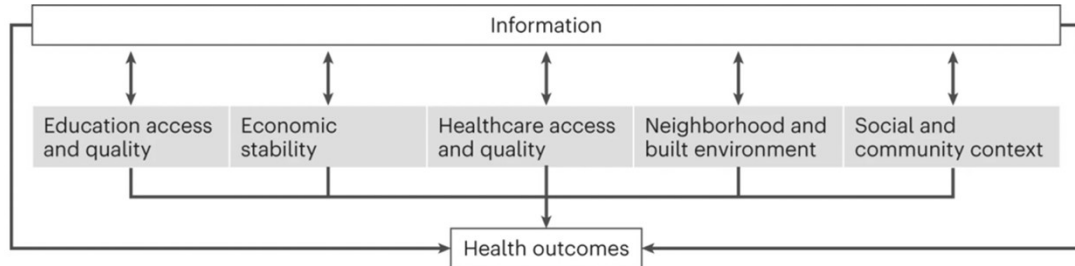 Information
Education access
and quality
Economic
stability
Healthcare access
and quality
Neighborhood and
built environment
Social and
community context
Health outcomes